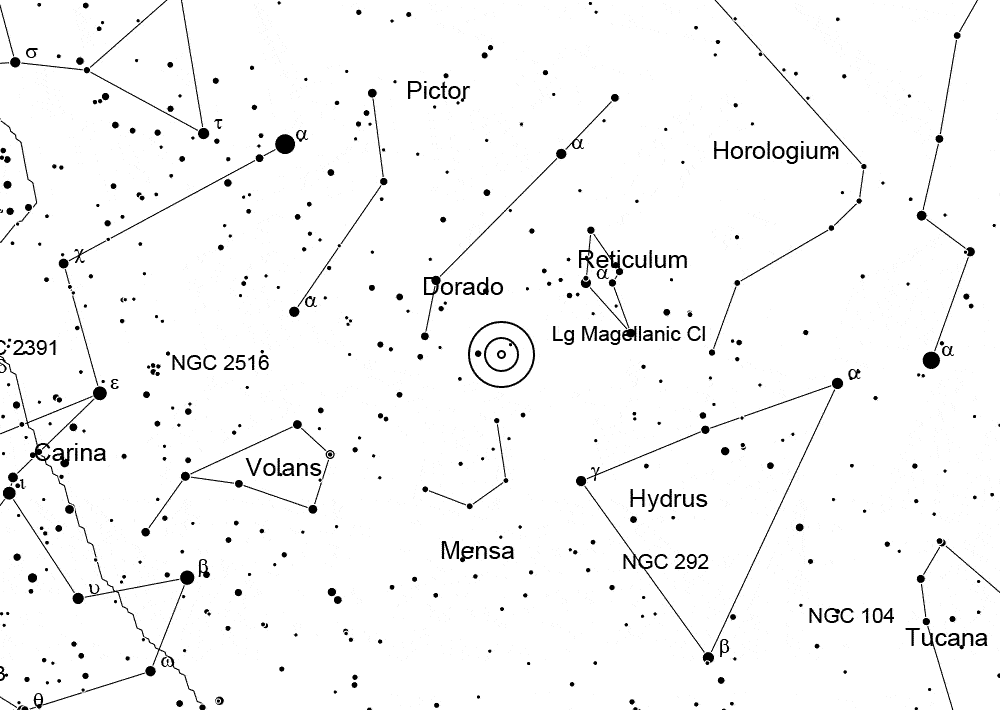 σ
τ
α
Pictor
α
Horologium
χ
α
Reticulum
α
Dorado
Lg Magellanic Cl
C 2391
NGC 2516
α
δ
ε
α
Carina
Volans
γ
ι
Hydrus
Mensa
NGC 292
β
υ
NGC 104
Tucana
β
ω
β
θ